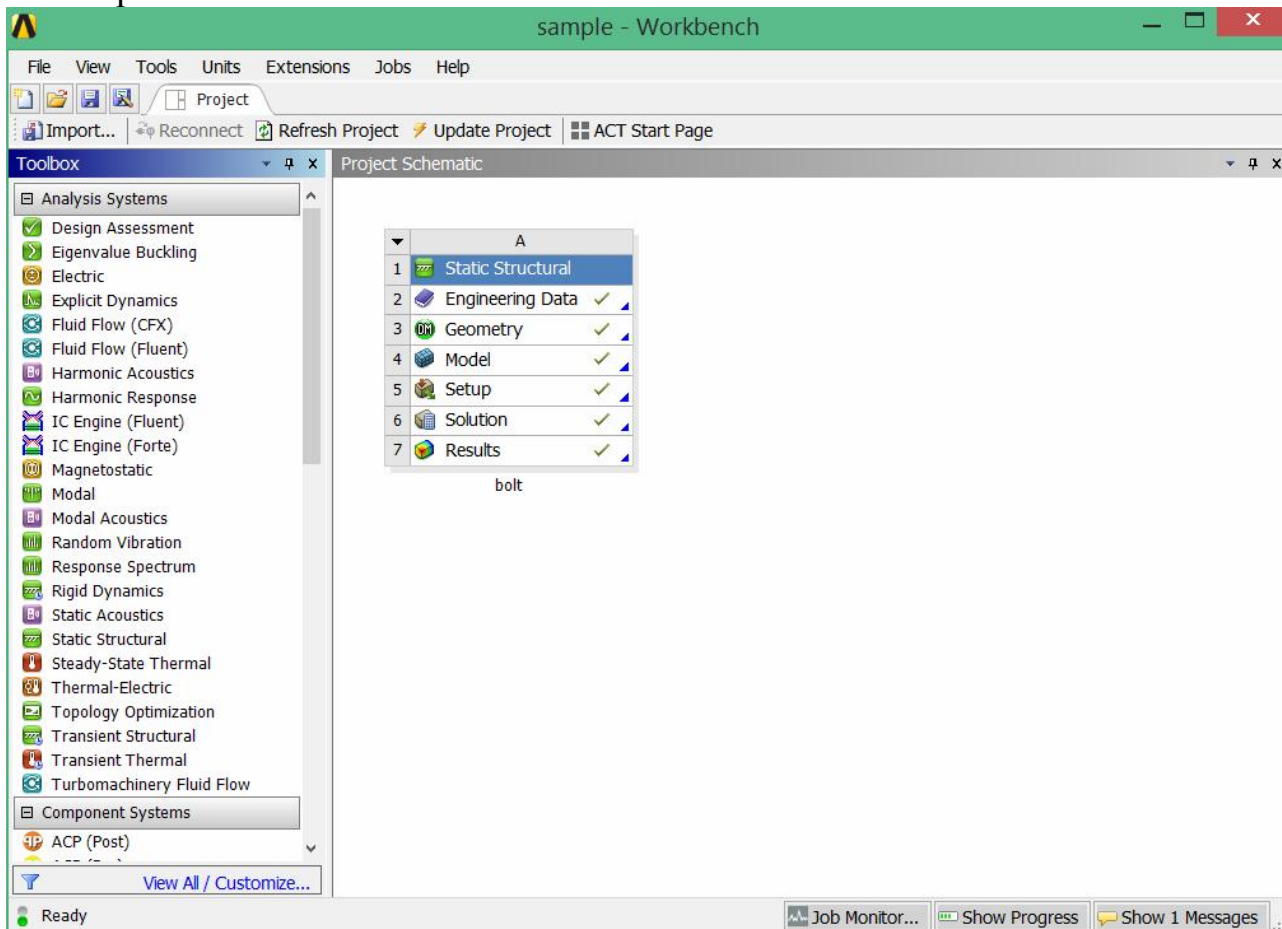 sample - Workbench
File View Tools Units Extensions Jobs Help
Project
Import... Reconnect Refresh Project Update Project ACT Start Page
Toolbox
Project Schematic
Analysis Systems
Design Assessment
Eigenvalue Buckling
Electric
Explicit Dynamics
Fluid Flow (CFX)
Fluid Flow (Fluent)
Harmonic Acoustics
Harmonic Response
IC Engine (Fluent)
IC Engine (Forte)
Magnetostatic
Modal
Modal Acoustics
Random Vibration
Response Spectrum
Rigid Dynamics
Static Acoustics
Static Structural
Steady-State Thermal
Thermal-Electric
Topology Optimization
Transient Structural
Transient Thermal
Turbomachinery Fluid Flow
Component Systems
ACP (Post)
View All / Customize...
A
1 Static Structural
2 Engineering Data
3 Geometry
4 Model
5 Setup
6 Solution
7 Results
bolt
Ready
Job Monitor... Show Progress Show 1 Messages